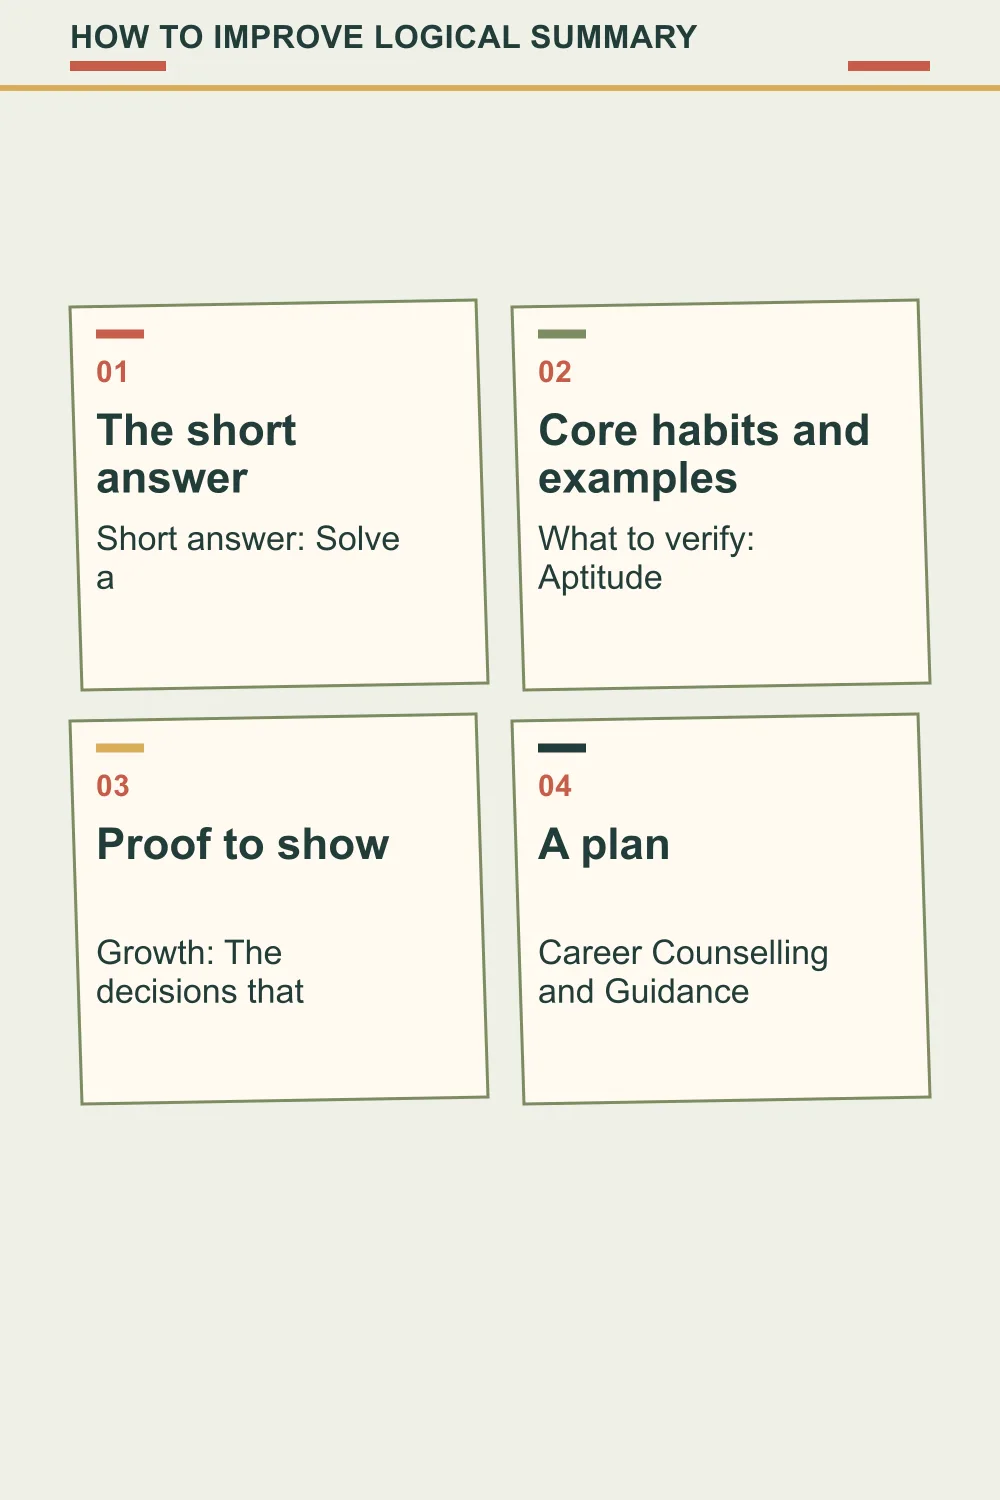 HOW TO IMPROVE LOGICAL SUMMARY
01
The short
answer
Short answer: Solve
a
02
Core habits and
examples
What to verify:
Aptitude
03
Proof to show
Growth: The
decisions that
04
A plan
Career Counselling
and Guidance